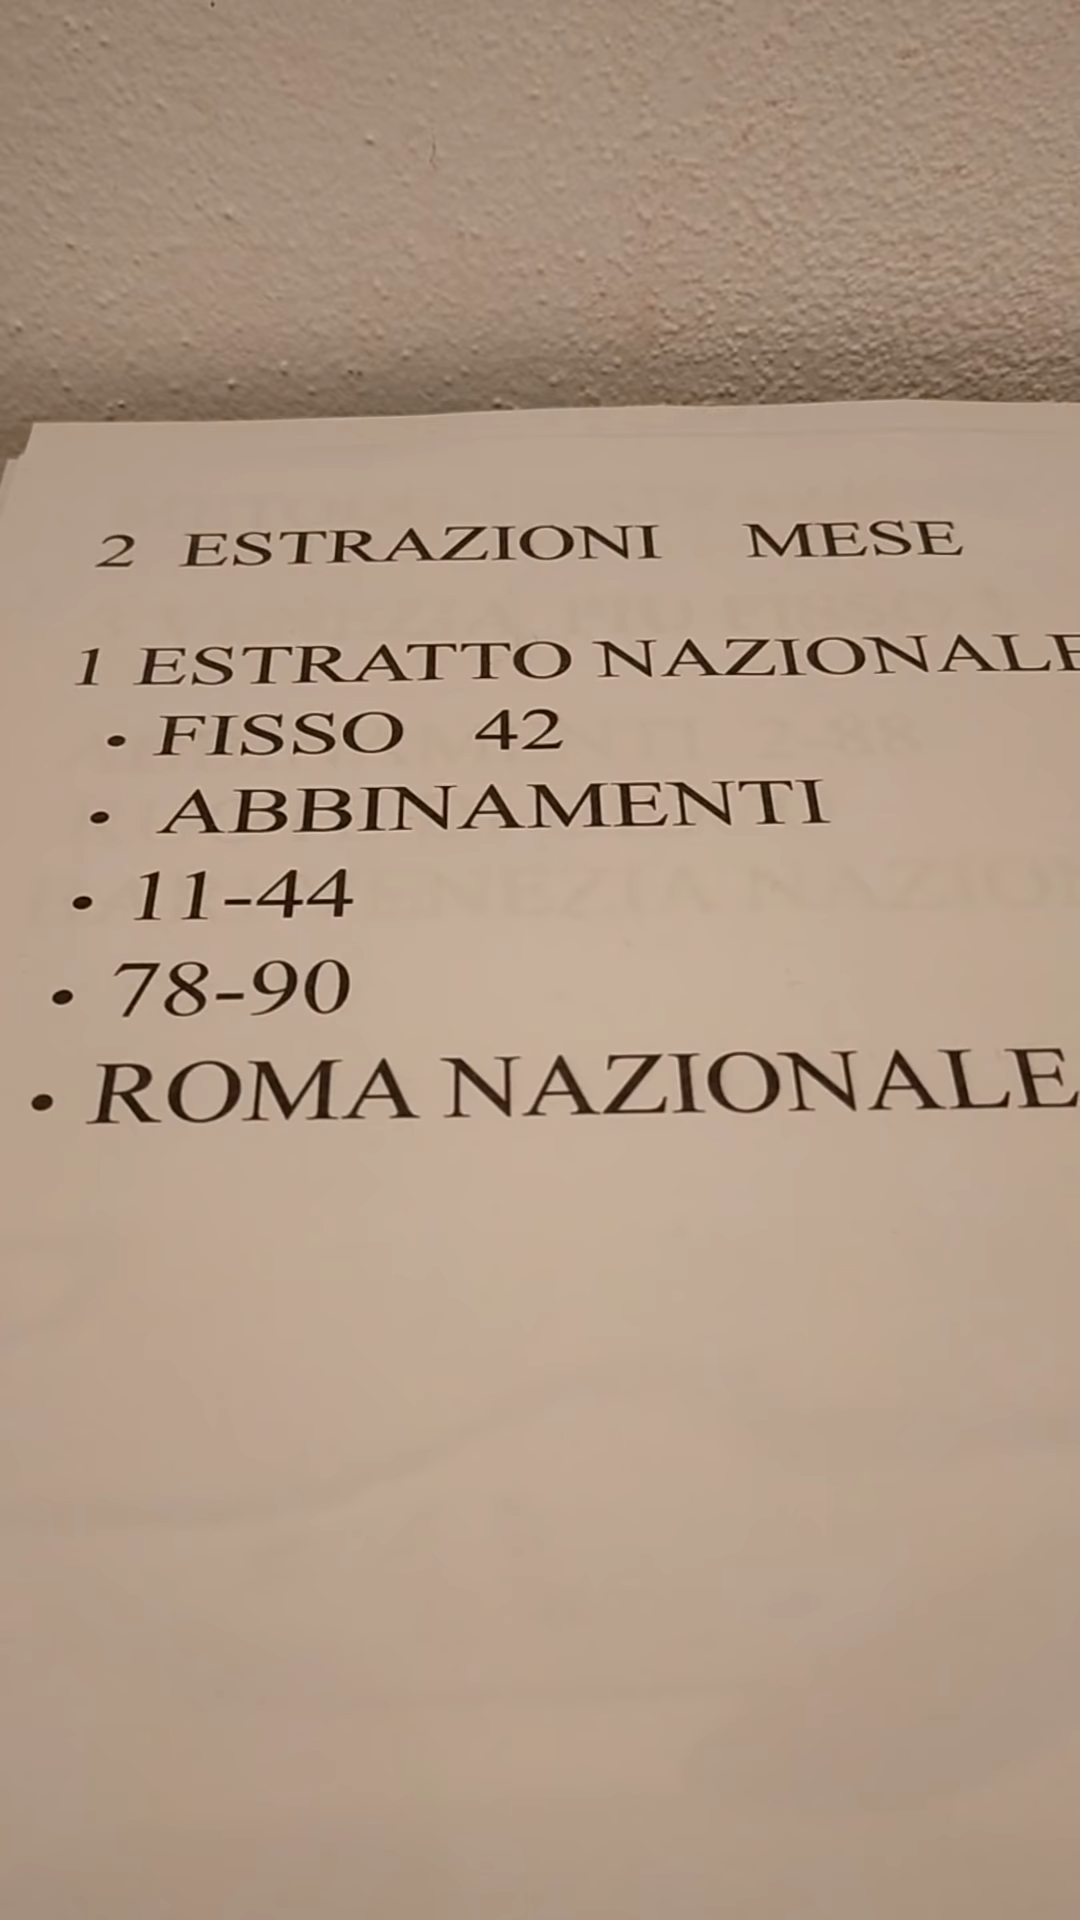 2 ESTRAZIONI MESE
1 ESTRATTO NAZIONALE
• FISSO 42
• ABBINAMENTI
• 11-44
• 78-90
• ROMA NAZIONALE